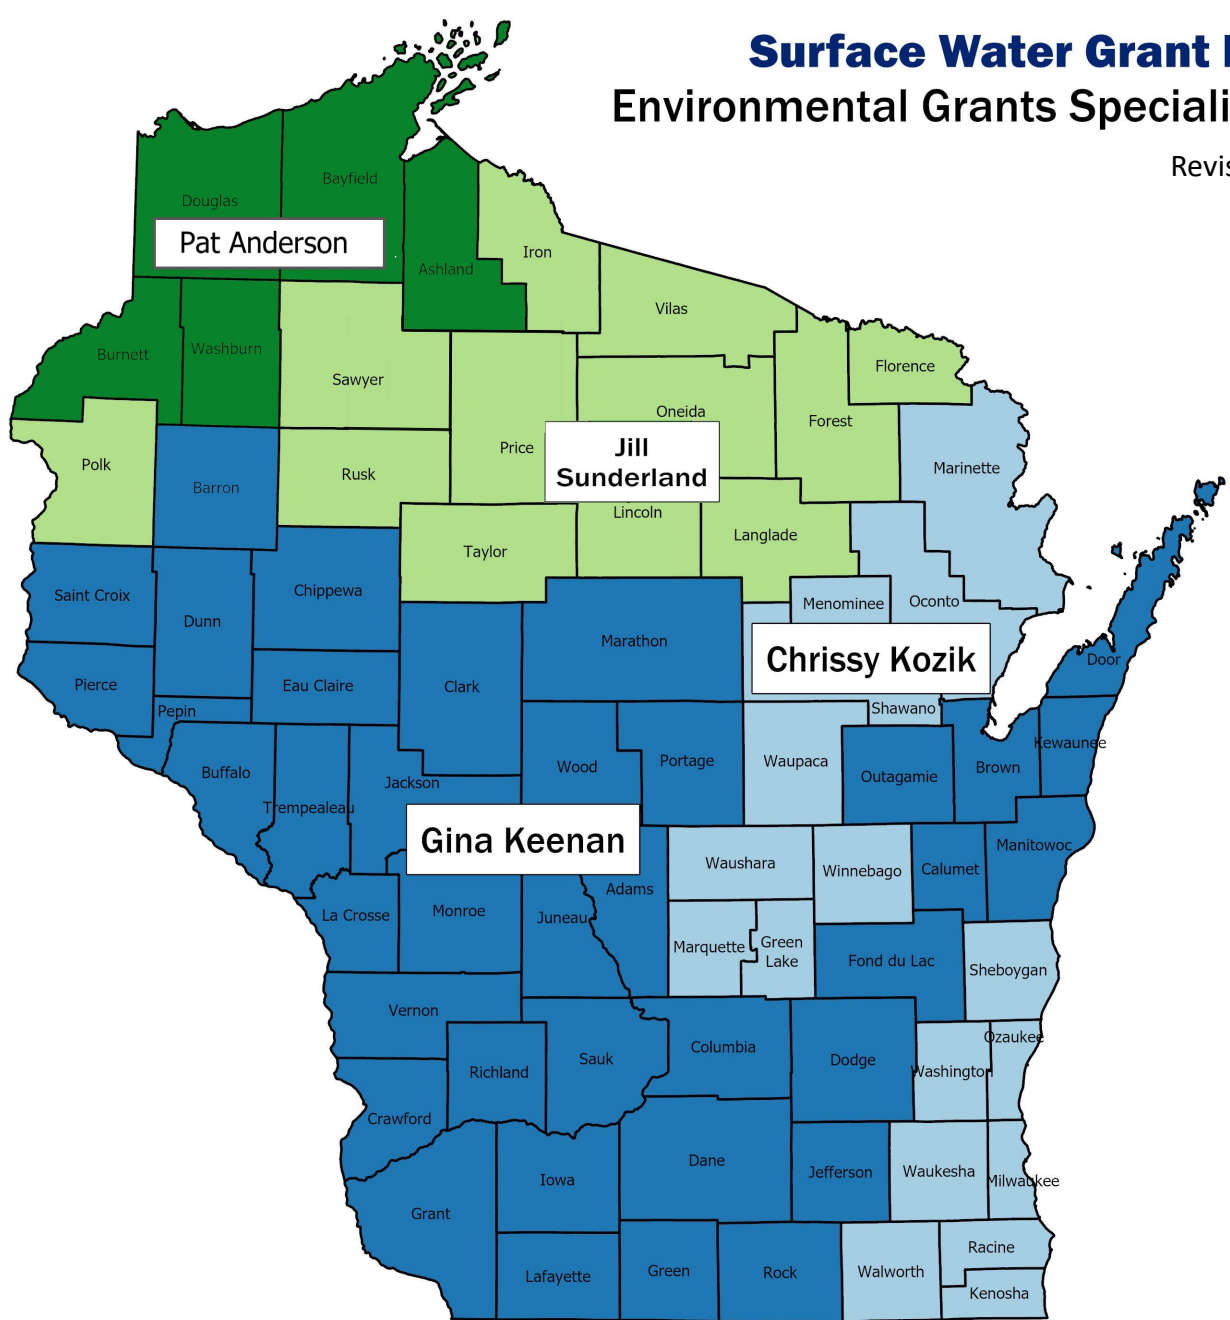 Surface Water Grant
Environmental Grants Speciali
Revis
Bayfield
Douglas
Pat Anderson
Iron
Ashland
Vilas
Burnett
Washburn
Florence
Sawyer
Oneida
Forest
Price
Jill
Sunderland
Polk
Marinette
Rusk
Barron
Lincoln
Langlade
Taylor
Chippewa
Saint Croix
Menominee
Oconto
Dunn
Marathon
Chrissy Kozik
Door
Pierce
Eau Claire
Clark
Pepin
Shawano
Kewaunee
Buffalo
Wood
Portage
Waupaca
Outagamie
Brown
Jackson
Trempealeau
Gina Keenan
Manitowoc
Waushara
Winnebago
Calumet
Adams
La Crosse
Monroe
Juneau
Marquette
Green
Lake
Fond du Lac
Sheboygan
Vernon
Ozaukee
Columbia
Sauk
Dodge
Richland
Washington
Crawford
Dane
Jefferson
Waukesha
Iowa
Milwaukee
Grant
Racine
Lafayette
Green
Rock
Walworth
Kenosha